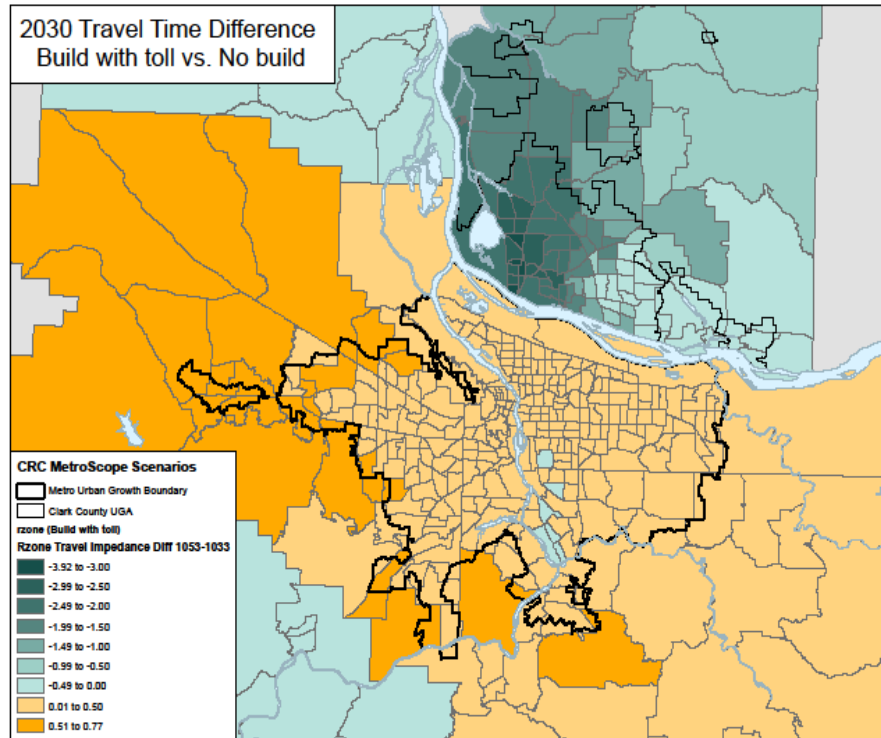 2030 Travel Time Difference
Build with toll vs. No build
CRC MetroScope Scenarios
Metro Urban Growth Boundary
Clark County UGA
rzone (Build with toll)
Rzone Travel Impedance Diff 1053-1033
-3.92 to -3.00
-2.99 to -2.50
-2.49 to -2.00
-1.99 to -1.50
-1.49 to -1.00
-0.99 to -0.50
-0.49 to 0.00
0.01 to 0.50
0.51 to 0.77